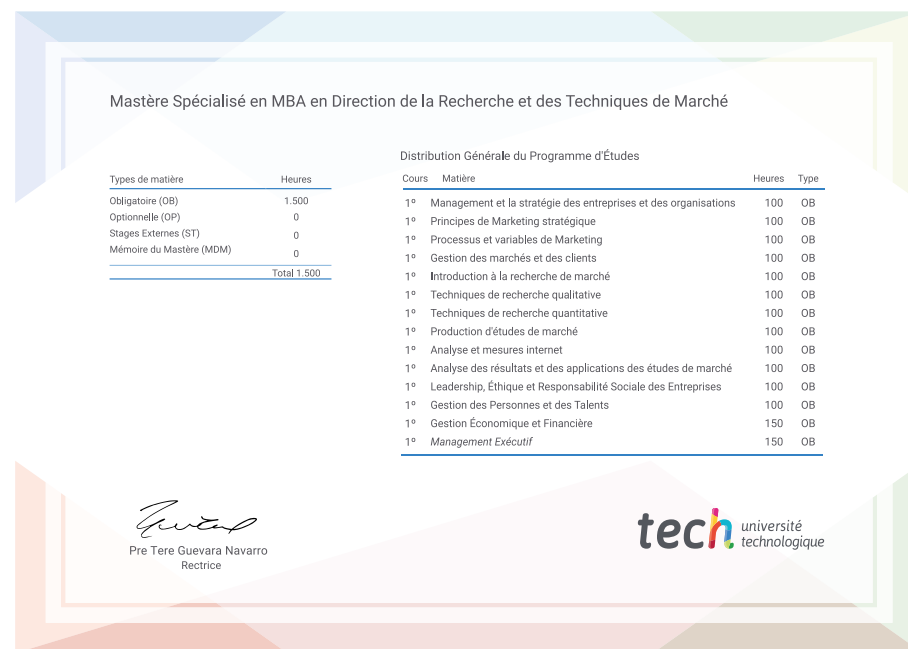 Mastère Spécialisé en MBA en Direction de la Recherche et des Techniques de Marché
Types de matière Heures
Obligatoire (OB) 1.500
Optionnelle (OP) 0
Stages Externes (ST) 0
Mémoire du Mastère (MDM) 0
Total 1.500
Distribution Générale du Programme d'Études
Cours Matière Heures Type
1º Management et la stratégie des entreprises et des organisations 100 OB
1º Principes de Marketing stratégique 100 OB
1º Processus et variables de Marketing 100 OB
1º Gestion des marchés et des clients 100 OB
1º Introduction à la recherche de marché 100 OB
1º Techniques de recherche qualitative 100 OB
1º Techniques de recherche quantitative 100 OB
1º Production d'études de marché 100 OB
1º Analyse et mesures internet 100 OB
1º Analyse des résultats et des applications des études de marché 100 OB
1º Leadership, Éthique et Responsabilité Sociale des Entreprises 100 OB
1º Gestion des Personnes et des Talents 100 OB
1º Gestion Économique et Financière 150 OB
1º Management Exécutif 150 OB
Pre Tere Guevara Navarro
Rectrice
tech université
technologique